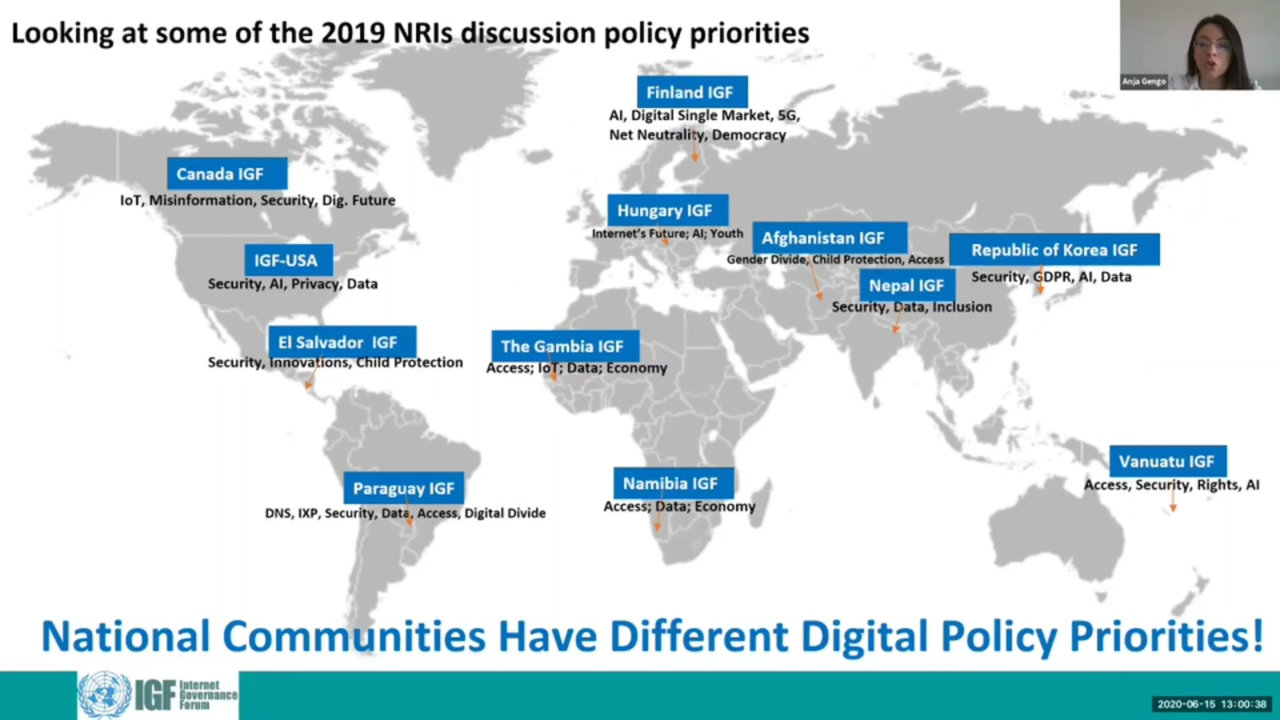 Looking at some of the 2019 NRIs discussion policy priorities
Anja Gengo
Finland IGF
AI, Digital Single Market, 5G,
Net Neutrality, Democracy
Canada IGF
IoT, Misinformation, Security, Dig. Future
Hungary IGF
Internet's Future; AI; Youth
Afghanistan IGF
Gender Divide, Child Protection, Access
Republic of Korea IGF
Security, GDPR, AI, Data
IGF-USA
Security, AI, Privacy, Data
Nepal IGF
Security, Data, Inclusion
El Salvador IGF
Security, Innovations, Child Protection
The Gambia IGF
Access; IoT; Data; Economy
Vanuatu IGF
Access, Security, Rights, AI
Paraguay IGF
DNS, IXP, Security, Data, Access, Digital Divide
Namibia IGF
Access; Data; Economy
National Communities Have Different Digital Policy Priorities!
IGF
Internet
Governance
Forum
2020-06-15 13:00:38